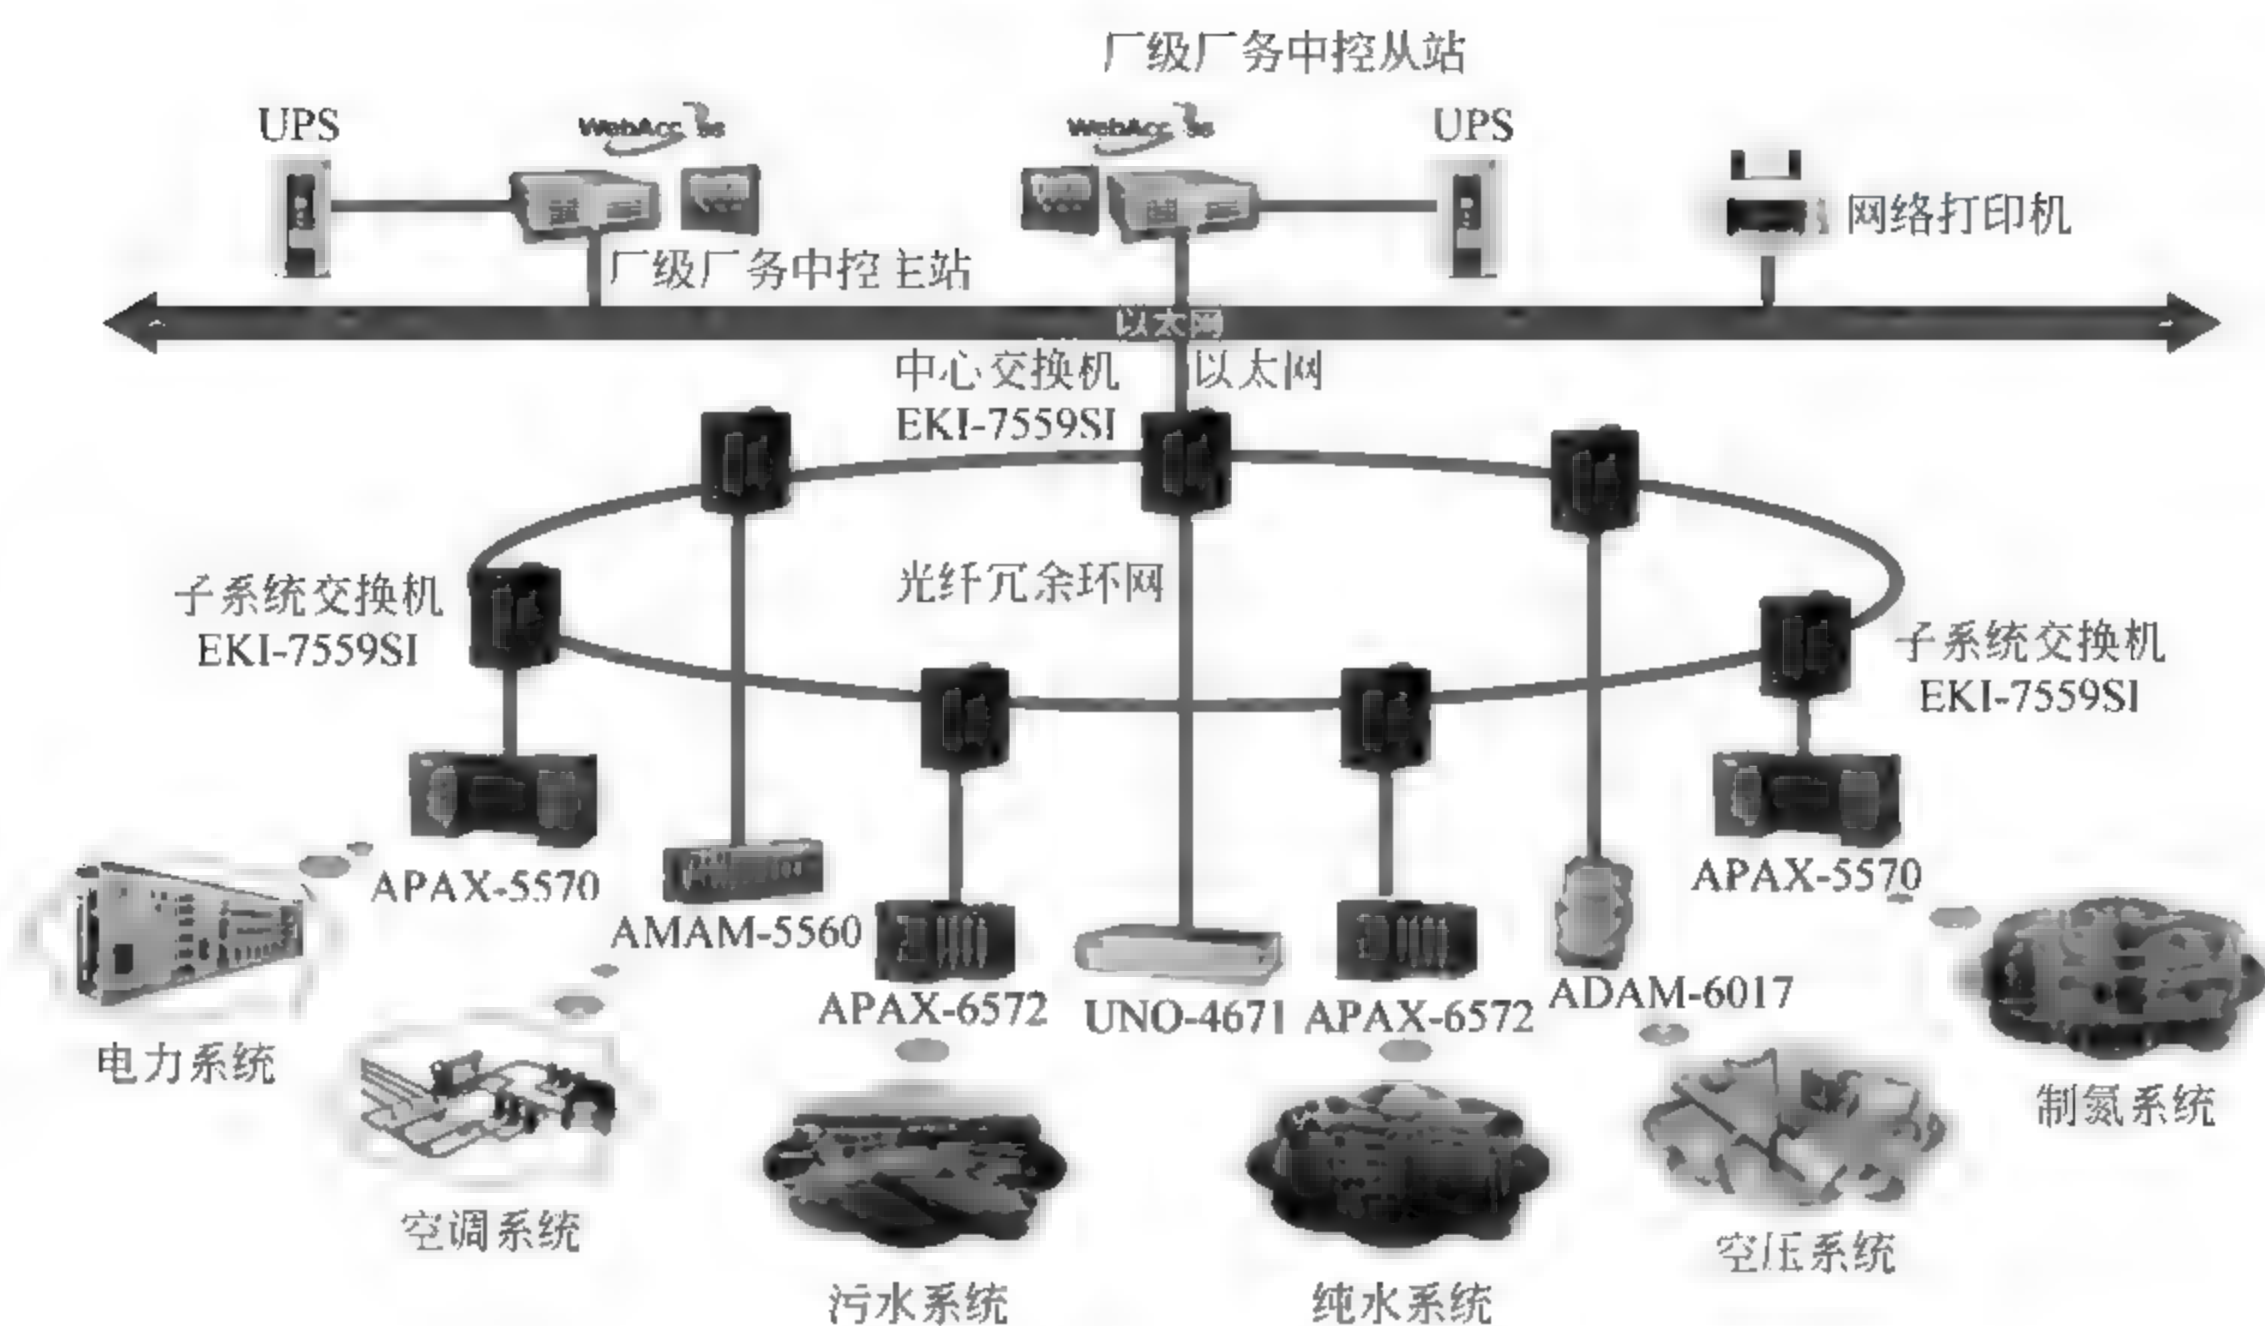 厂级厂务中控从站
UPS
UPS
网络打印机
厂级厂务中控主站
以太网
中心交换机
EKI-7559SI
以太网
光纤冗余环网
子系统交换机
EKI-7559SI
子系统交换机
EKI-7559SI
APAX-5570
AMAM-5560
APAX-6572
UNO-4671
APAX-6572
ADAM-6017
APAX-5570
电力系统
空调系统
污水系统
纯水系统
空压系统
制氮系统